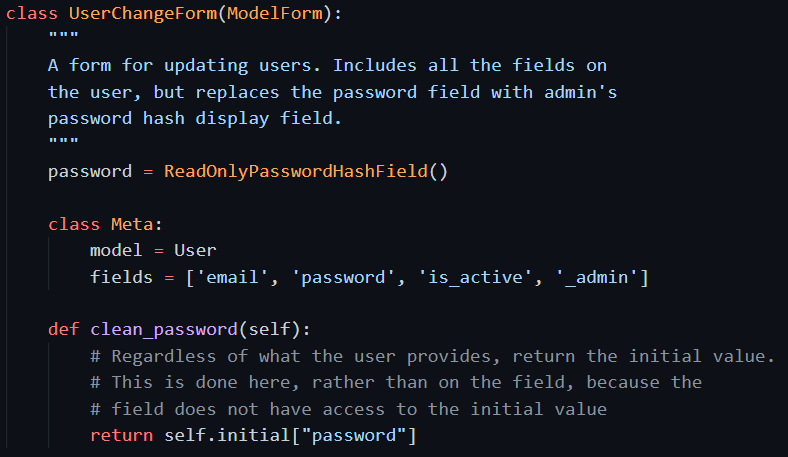 class UserChangeForm(ModelForm):
    """
    A form for updating users. Includes all the fields on
    the user, but replaces the password field with admin's
    password hash display field.
    """
    password = ReadOnlyPasswordHashField()

    class Meta:
        model = User
        fields = ['email', 'password', 'is_active', '_admin']

    def clean_password(self):
        # Regardless of what the user provides, return the initial value.
        # This is done here, rather than on the field, because the
        # field does not have access to the initial value
        return self.initial["password"]